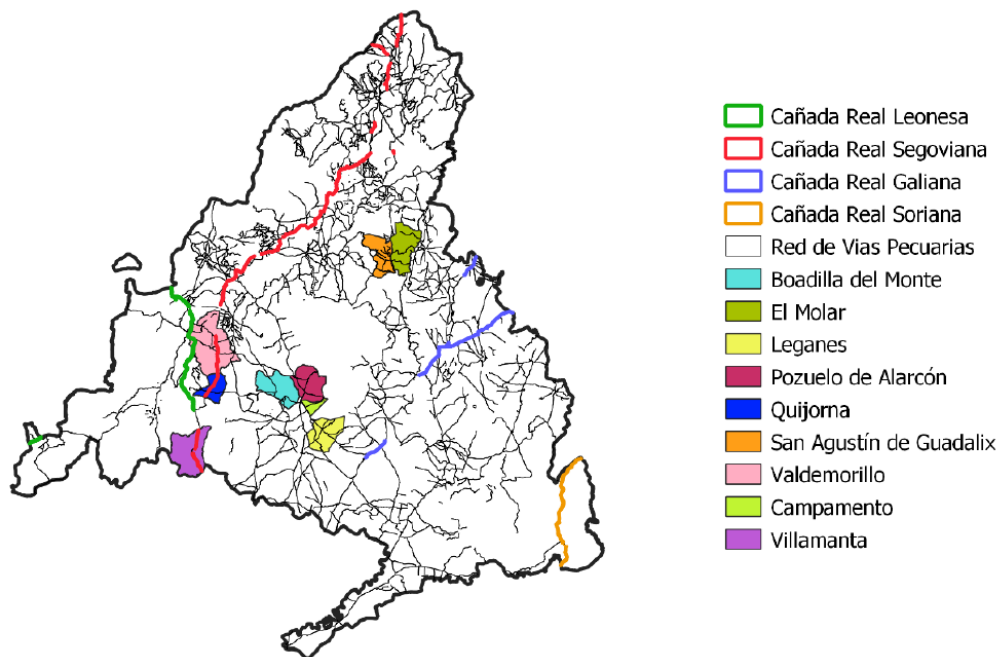 Cañada Real Leonesa
Cañada Real Segoviana
Cañada Real Galiana
Cañada Real Soriana
Red de Vias Pecuarias
Boadilla del Monte
El Molar
Leganes
Pozuelo de Alarcón
Quijorna
San Agustín de Guadalix
Valdemorillo
Campamento
Villamanta